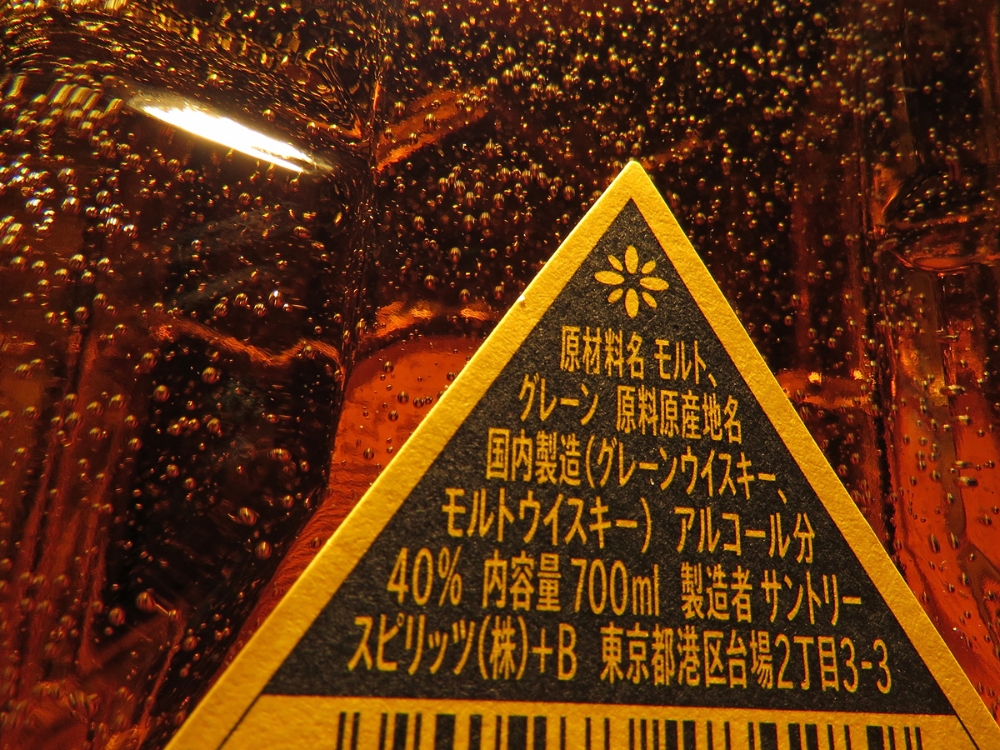 原材料名 モルト、
グレーン 原料原産地名
国内製造(グレーンウイスキー、
モルトウイスキー) アルコール分
40% 内容量 700ml 製造者 サントリー
スピリッツ(株)+B 東京都港区台場2丁目3-3